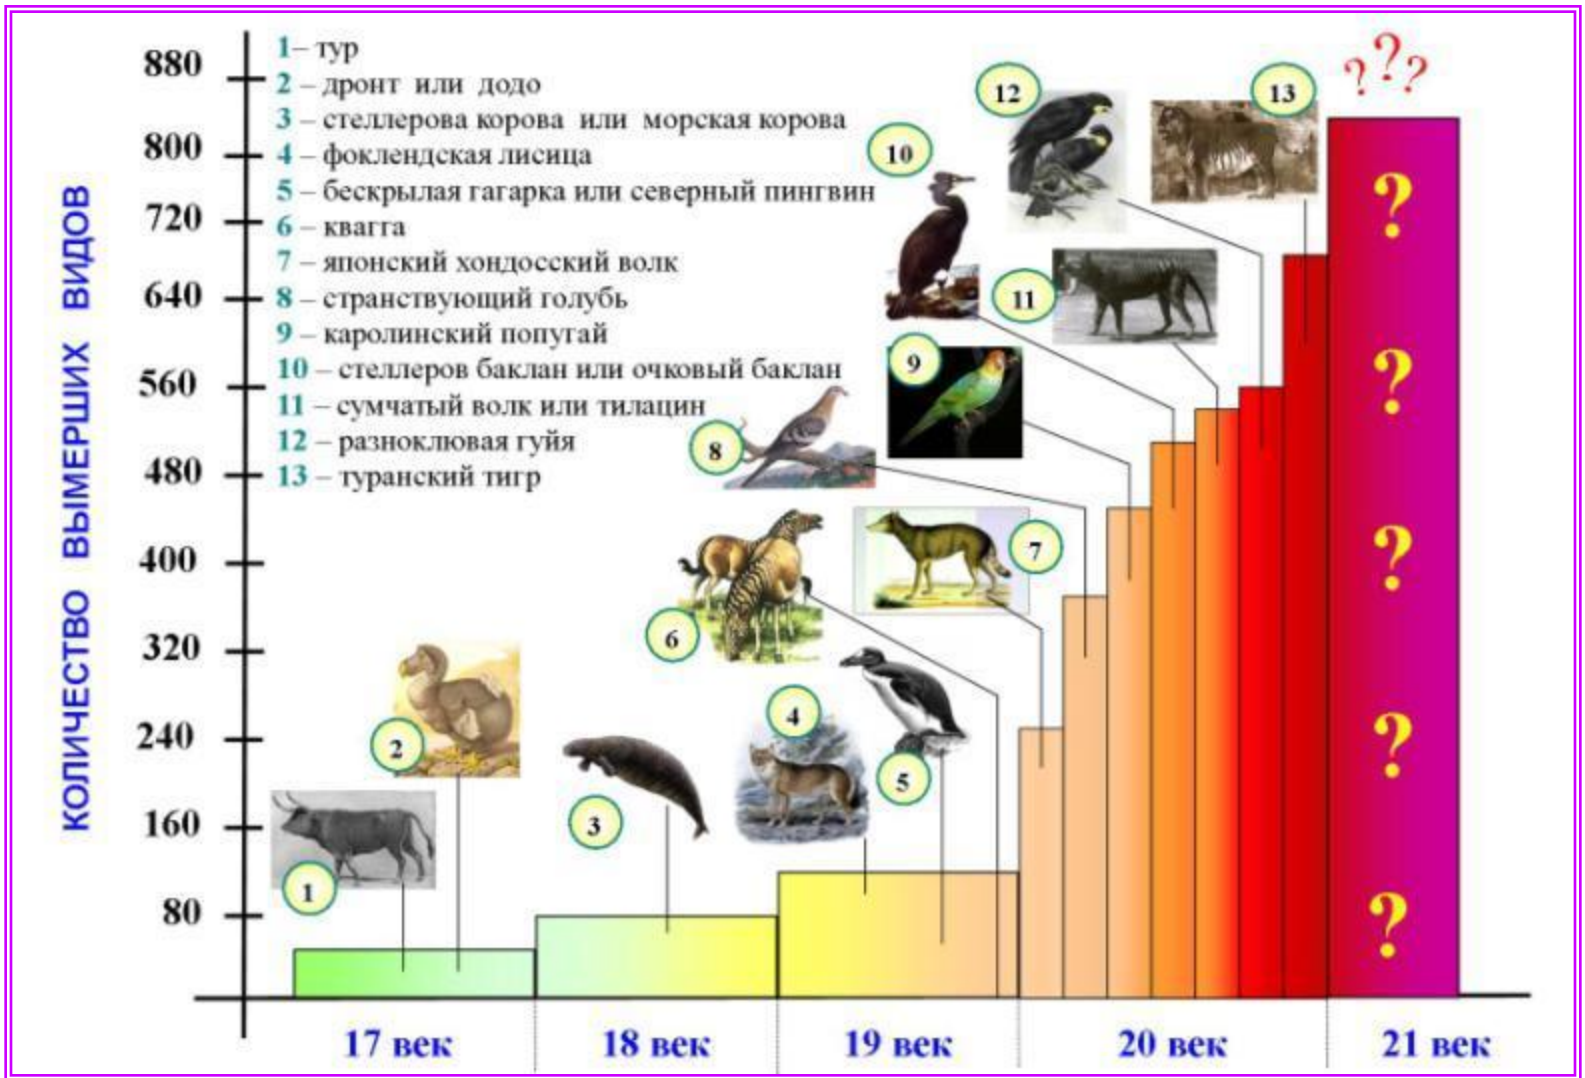 КОЛИЧЕСТВО ВЫМЕРШИХ ВИДОВ
880
800
720
640
560
480
400
320
240
160
80
1– тур
2 – дронт или додо
3 – стеллерова корова или морская корова
4 – фоклендская лисица
5 – бескрылая гагарка или северный пингвин
6 – квагга
7 – японский хондосский волк
8 – странствующий голубь
9 – каролинский попугай
10 – стеллеров баклан или очковый баклан
11 – сумчатый волк или тилацин
12 – разноклювая гуйя
13 – туранский тигр
1
2
3
4
5
6
7
8
9
10
11
12
13
? ? ?
?
?
?
?
?
17 век
18 век
19 век
20 век
21 век